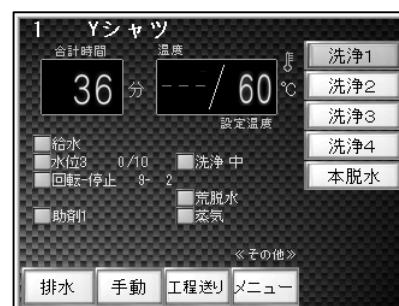 1 Yシャツ
合計時間 温度
36 分 ---/ 60 ℃
設定温度
給水
水位3 0/10 洗浄 中
回転-停止 9- 2
荒脱水
助剤1 蒸気
≪その他≫
洗浄1
洗浄2
洗浄3
洗浄4
本脱水
排水 手動 工程送り メニュー